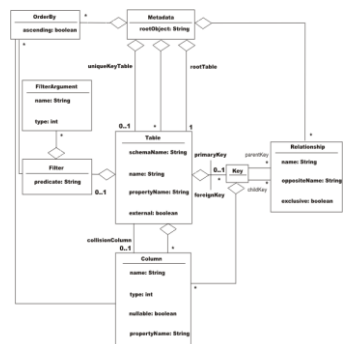 OrderBy
ascending: boolean
*
Metadata
rootObject: String
*
*
uniqueKeyTable
rootTable
FilterArgument
name: String
type: int
*
0..1
*
1
*
Table
schemaName: String
name: String
propertyName: String
external: boolean
Filter
predicate: String
0..1
primaryKey
0..1
*
foreignKey
Key
parentKey
*
*
childKey
Relationship
name: String
oppositeName: String
exclusive: boolean
collisionColumn
0..1
*
Column
name: String
type: int
nullable: boolean
propertyName: String
*